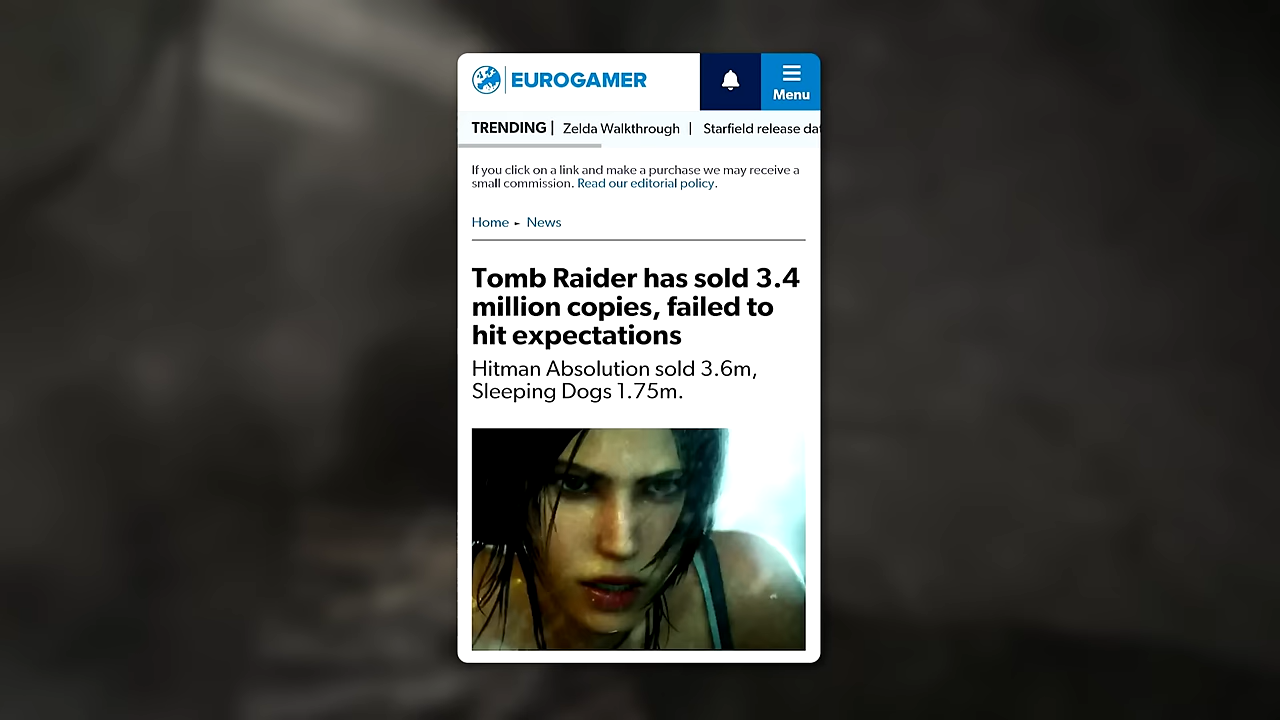 EUROGAMER
Menu
TRENDING | Zelda Walkthrough | Starfield release dat
If you click on a link and make a purchase we may receive a
small commission. Read our editorial policy.
Home ► News
Tomb Raider has sold 3.4
million copies, failed to
hit expectations
Hitman Absolution sold 3.6m,
Sleeping Dogs 1.75m.